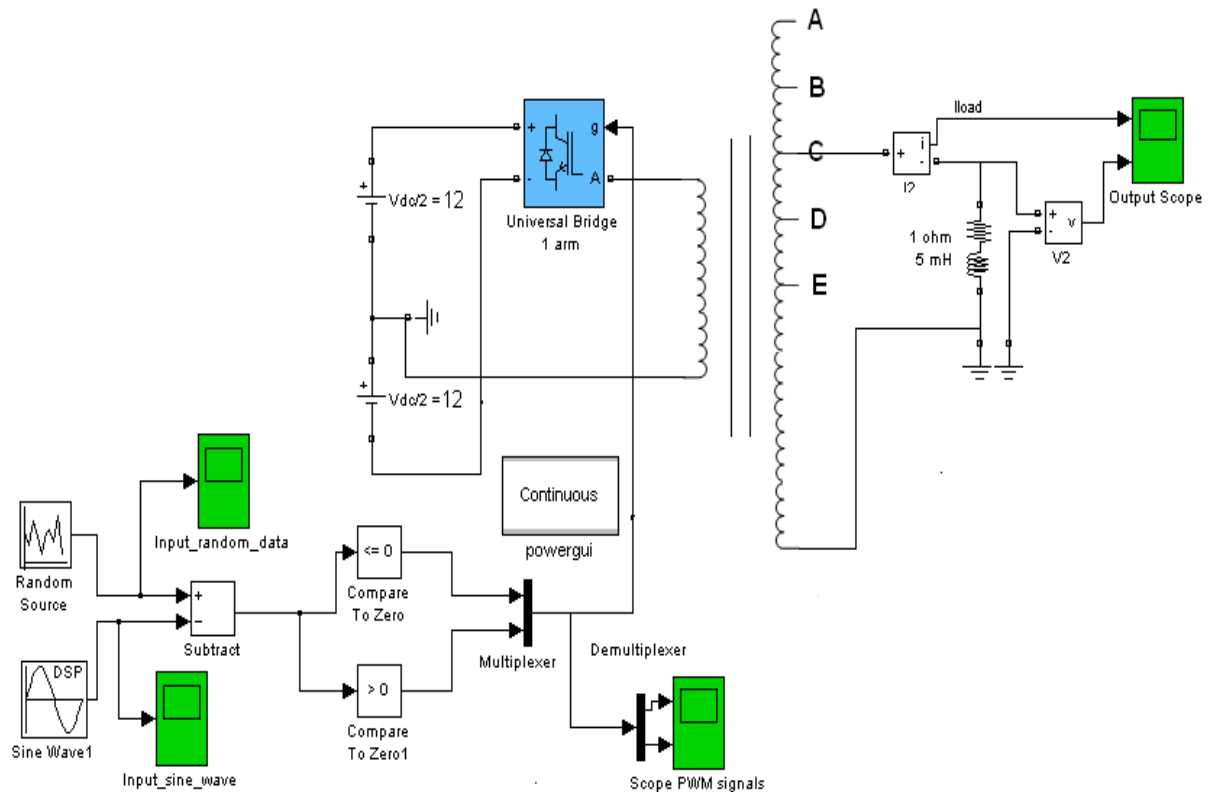 A
B
C
D
E
+
g
-
A
Universal Bridge
1 arm
+
Vdc/2 = 12
+
Vdc/2 = 12
Iload
+
i
-
I2
+
v
-
V2
1 ohm
5 mH
Output Scope
Continuous
powergui
Random
Source
Input_random_data
+
−
Subtract
DSP
Sine Wave1
Input_sine_wave
<= 0
Compare
To Zero
> 0
Compare
To Zero1
Multiplexer
Demultiplexer
Scope PWM signals